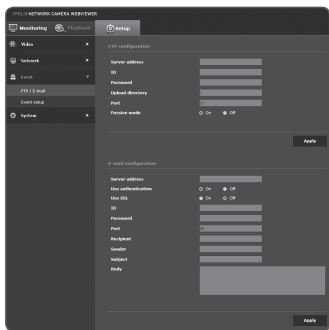 iPOLiS NETWORK CAMERA WEBVIEWER
Monitoring
Playback
Setup
Video
Network
Event
FTP / E-mail
Event setup
System
FTP configuration
Server address
ID
Password
Upload directory
Port
Passive mode
On
Off
Apply
E-mail configuration
Server address
Use authentication
On
Off
Use SSL
On
Off
ID
Password
Port
Recipient
Sender
Subject
Body
Apply